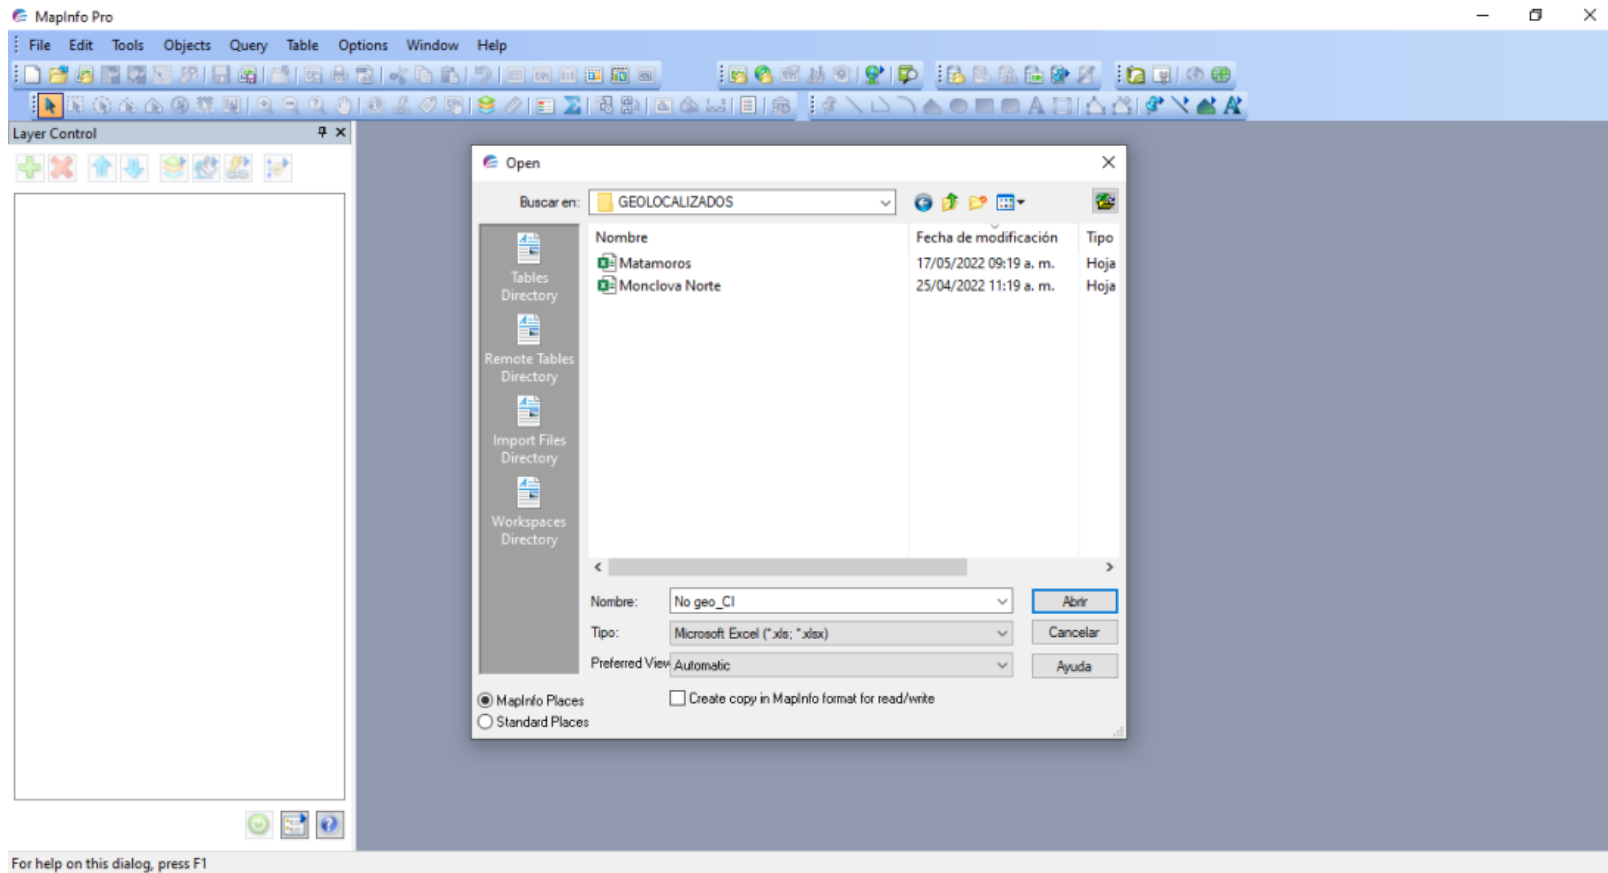 MapInfo Pro
File Edit Tools Objects Query Table Options Window Help
Layer Control
Open
Buscar en: GEOLOCALIZADOS
Nombre Fecha de modificación Tipo
Matamoros 17/05/2022 09:19 a. m. Hoja
Monclova Norte 25/04/2022 11:19 a. m. Hoja
Tables
Directory
Remote Tables
Directory
Import Files
Directory
Workspaces
Directory
Nombre: No geo_CI Abrir
Tipo: Microsoft Excel (*.xls; *.xlsx) Cancelar
Preferred View Automatic Ayuda
MapInfo Places Create copy in MapInfo format for read/write
Standard Places
For help on this dialog, press F1